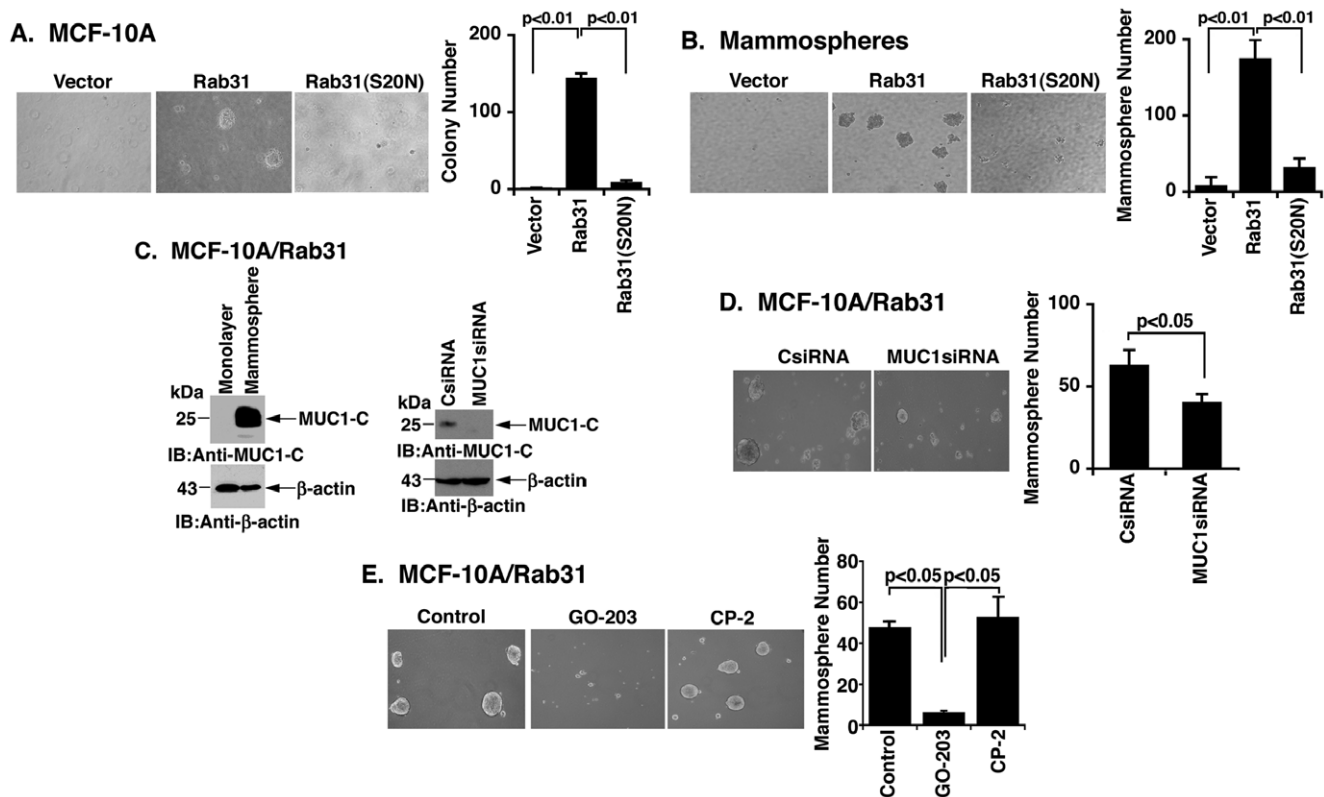 A. MCF-10A
Vector
Rab31
Rab31(S20N)
p<0.01
p<0.01
Colony Number
200
100
0
Vector
Rab31
Rab31(S20N)
B. Mammospheres
Vector
Rab31
Rab31(S20N)
p<0.01
p<0.01
Mammosphere Number
200
100
0
Vector
Rab31
Rab31(S20N)
C. MCF-10A/Rab31
Monolayer
Mammosphere
kDa
25
MUC1-C
IB:Anti-MUC1-C
43
β-actin
IB:Anti-β-actin
CsiRNA
MUC1siRNA
kDa
25
MUC1-C
IB:Anti-MUC1-C
43
β-actin
IB:Anti-β-actin
D. MCF-10A/Rab31
CsiRNA
MUC1siRNA
p<0.05
Mammosphere Number
100
50
0
CsiRNA
MUC1siRNA
E. MCF-10A/Rab31
Control
GO-203
CP-2
p<0.05
p<0.05
Mammosphere Number
80
60
40
20
0
Control
GO-203
CP-2